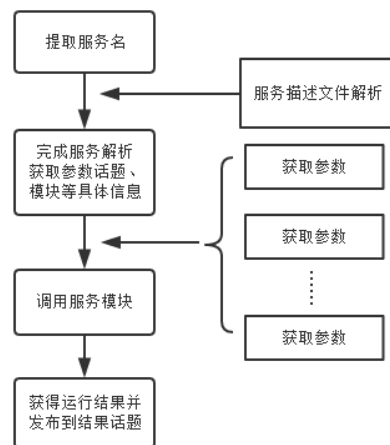 提取服务名
服务描述文件解析
完成服务解析
获取参数话题、
模块等具体信息
获取参数
获取参数
获取参数
调用服务模块
获得运行结果并
发布到结果话题